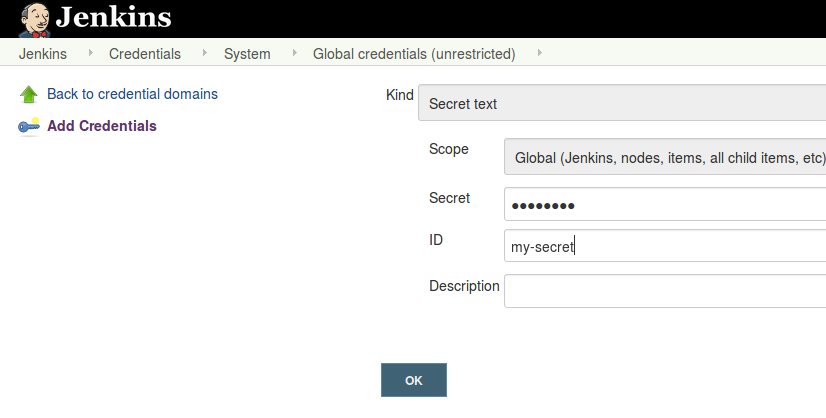 Jenkins
Jenkins Credentials System Global credentials (unrestricted)
Back to credential domains
Add Credentials
Kind Secret text
Scope Global (Jenkins, nodes, items, all child items, etc)
Secret ••••••••
ID my-secret
Description
OK